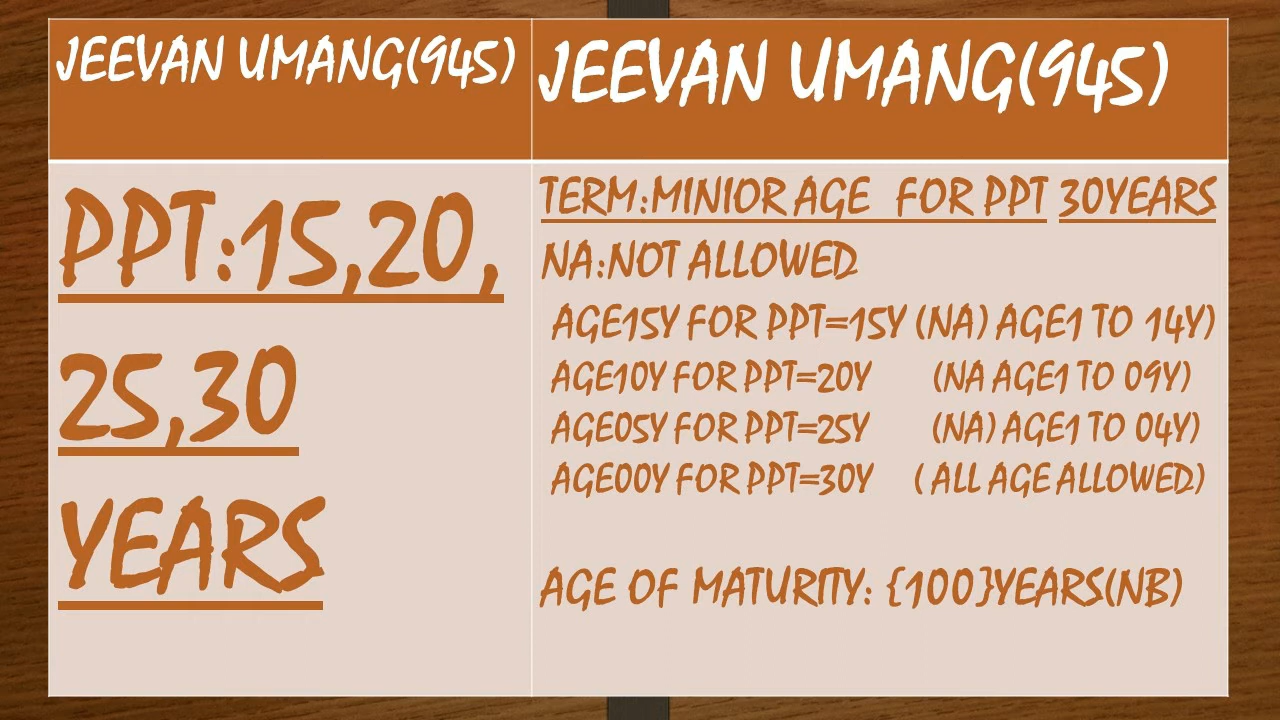 JEEVAN UMANG(945)
JEEVAN UMANG(945)
PPT:15,20,
25,30
YEARS
TERM:MINIOR AGE FOR PPT 30YEARS
NA:NOT ALLOWED
AGE15Y FOR PPT=15Y (NA) AGE1 TO 14Y)
AGE10Y FOR PPT=20Y (NA AGE1 TO 09Y)
AGE05Y FOR PPT=25Y (NA) AGE1 TO 04Y)
AGE00Y FOR PPT=30Y ( ALL AGE ALLOWED)
AGE OF MATURITY: {100}YEARS(NB)